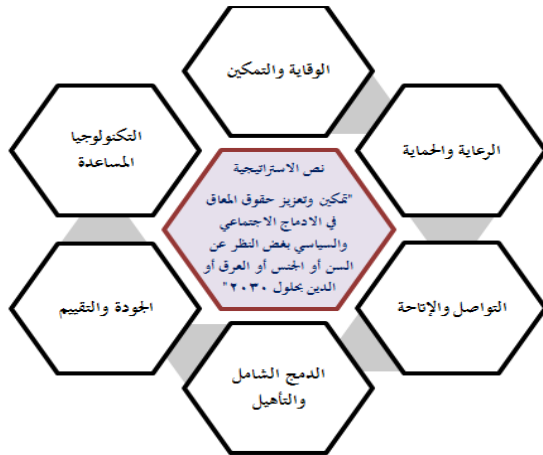 الوقاية والتمكين
الرعاية والحماية
التواصل والإتاحة
الدمج الشامل
والتأهيل
الجودة والتقييم
التكنولوجيا
المساعدة
نص الاستراتيجية
"تمكين وتعزيز حقوق المعاق
في الادماج الاجتماعي
والسياسي بغض النظر عن
السن أو الجنس أو العرق أو
الدين بحلول ٢٠٣٠"